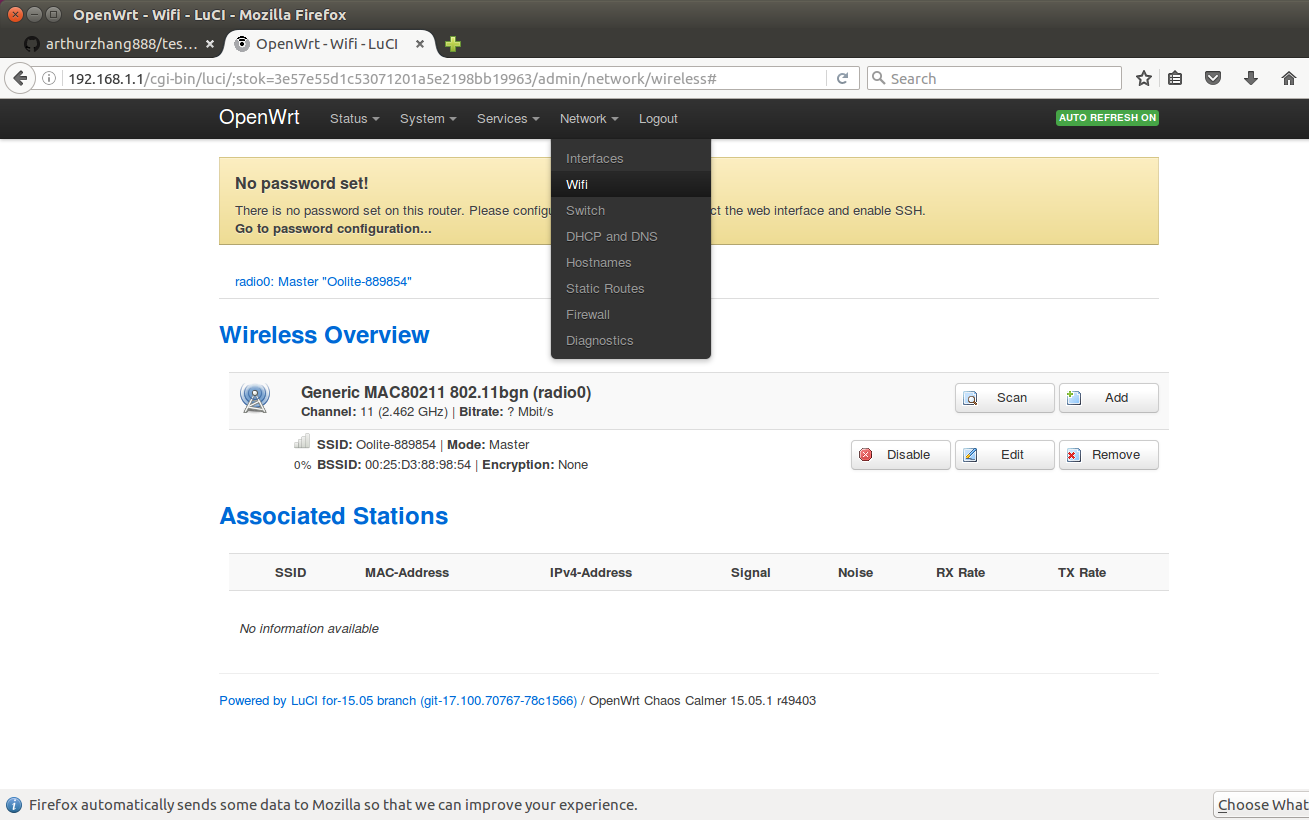 OpenWrt - Wifi - LuCI - Mozilla Firefox
arthurzhang888/tes...
OpenWrt - Wifi - LuCI
192.168.1.1/cgi-bin/luci/;stok=3e57e55d1c53071201a5e2198bb19963/admin/network/wireless#
Search
OpenWrt Status System Services Network Logout
AUTO REFRESH ON
Interfaces
Wifi
Switch
DHCP and DNS
Hostnames
Static Routes
Firewall
Diagnostics
No password set!
There is no password set on this router. Please configu ct the web interface and enable SSH.
Go to password configuration...
radio0: Master "Oolite-889854"
Wireless Overview
Generic MAC80211 802.11bgn (radio0)
Channel: 11 (2.462 GHz) | Bitrate: ? Mbit/s
Scan Add
SSID: Oolite-889854 | Mode: Master
0% BSSID: 00:25:D3:88:98:54 | Encryption: None
Disable Edit Remove
Associated Stations
SSID MAC-Address IPv4-Address Signal Noise RX Rate TX Rate
No information available
Powered by LuCI for-15.05 branch (git-17.100.70767-78c1566) / OpenWrt Chaos Calmer 15.05.1 r49403
Firefox automatically sends some data to Mozilla so that we can improve your experience.
Choose What